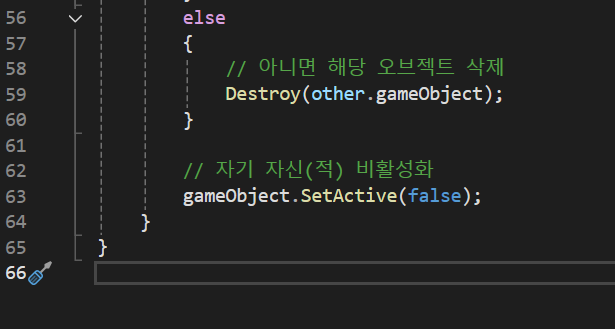 56 else
57 {
58 // 아니면 해당 오브젝트 삭제
59 Destroy(other.gameObject);
60 }
61
62 // 자기 자신(적) 비활성화
63 gameObject.SetActive(false);
64 }
65 }
66